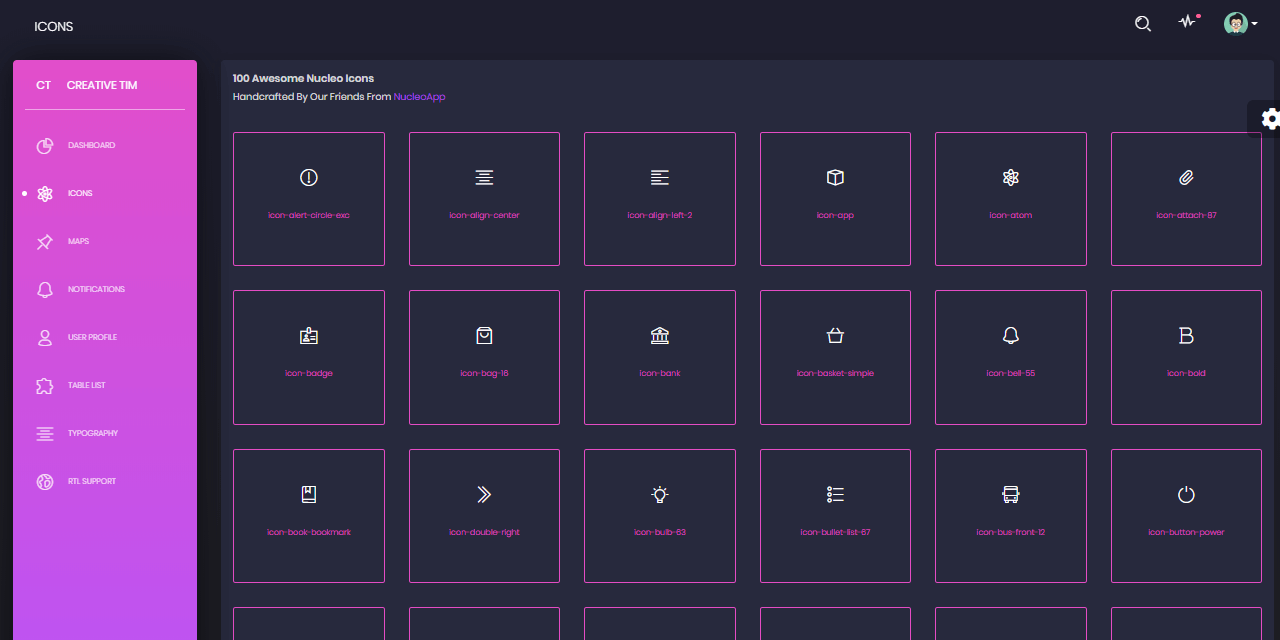 ICONS
CT CREATIVE TIM
DASHBOARD
ICONS
MAPS
NOTIFICATIONS
USER PROFILE
TABLE LIST
TYPOGRAPHY
RTL SUPPORT
100 Awesome Nucleo Icons
Handcrafted By Our Friends From NucleoApp
icon-alert-circle-exc
icon-align-center
icon-align-left-2
icon-app
icon-atom
icon-attach-87
icon-badge
icon-bag-16
icon-bank
icon-basket-simple
icon-bell-55
icon-bold
icon-book-bookmark
icon-double-right
icon-bulb-63
icon-bullet-list-67
icon-bus-front-12
icon-button-power